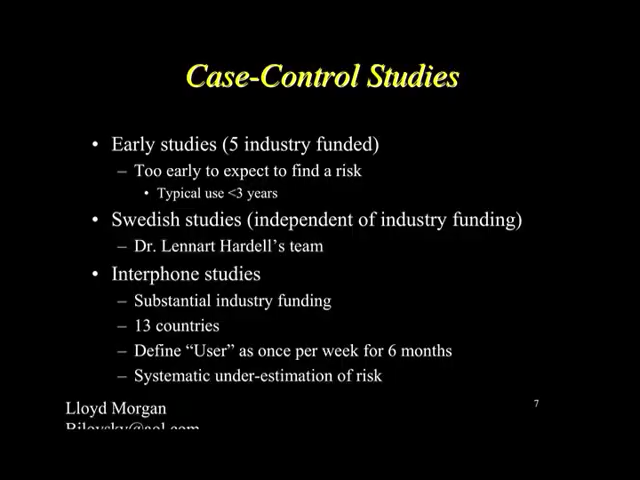 Case-Control Studies
• Early studies (5 industry funded)
– Too early to expect to find a risk
• Typical use <3 years
• Swedish studies (independent of industry funding)
– Dr. Lennart Hardell's team
• Interphone studies
– Substantial industry funding
– 13 countries
– Define “User” as once per week for 6 months
– Systematic under-estimation of risk
Lloyd Morgan
7